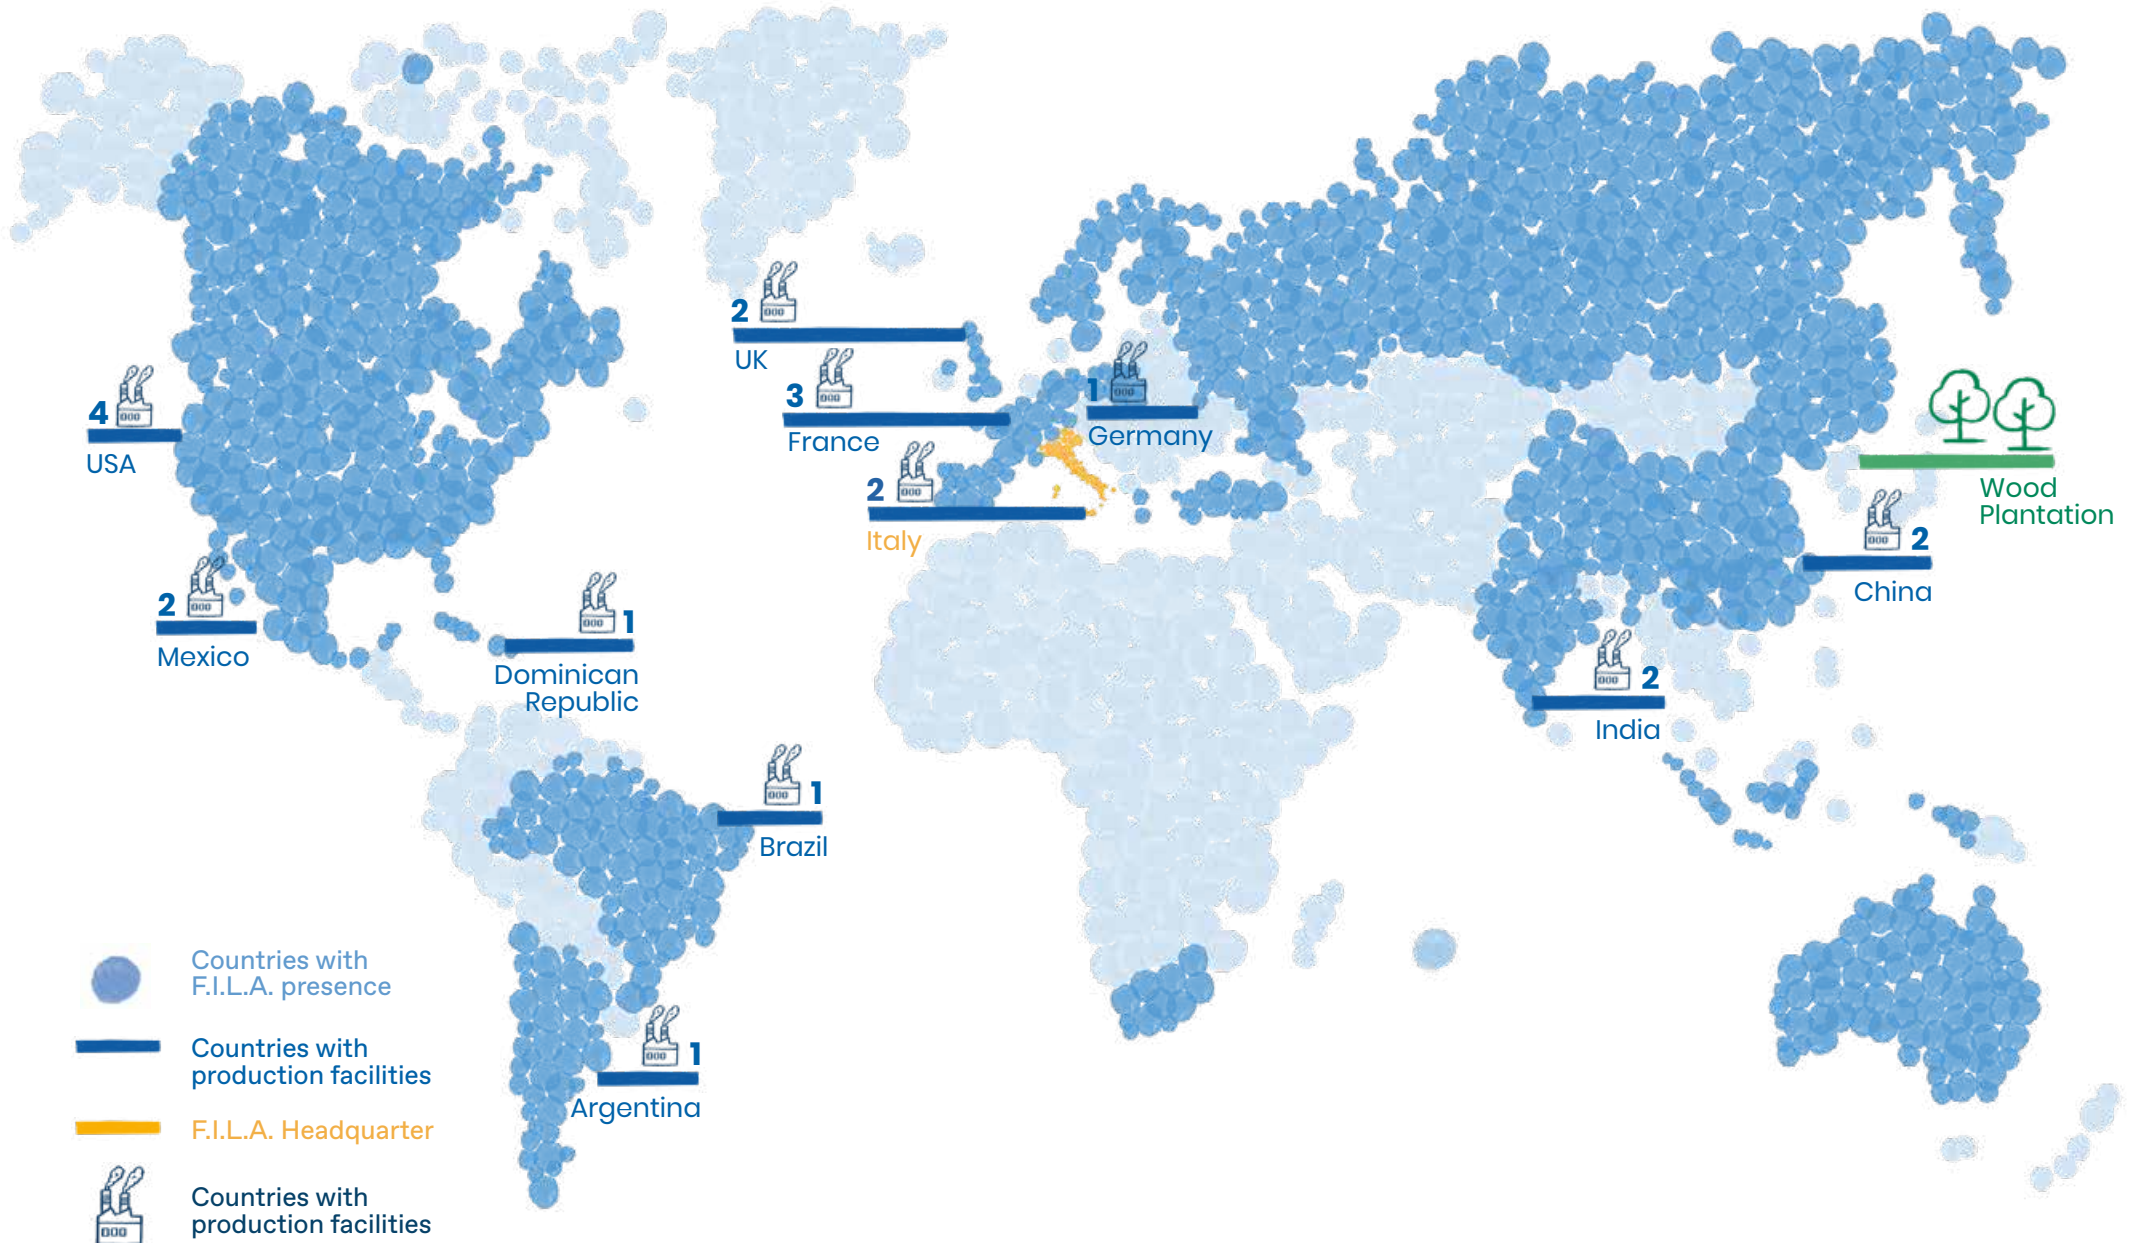 2
UK
3
France
1
Germany
4
USA
2
Italy
Wood
Plantation
2
China
2
Mexico
1
Dominican
Republic
2
India
1
Brazil
1
Argentina
Countries with
F.I.L.A. presence
Countries with
production facilities
F.I.L.A. Headquarter
Countries with
production facilities